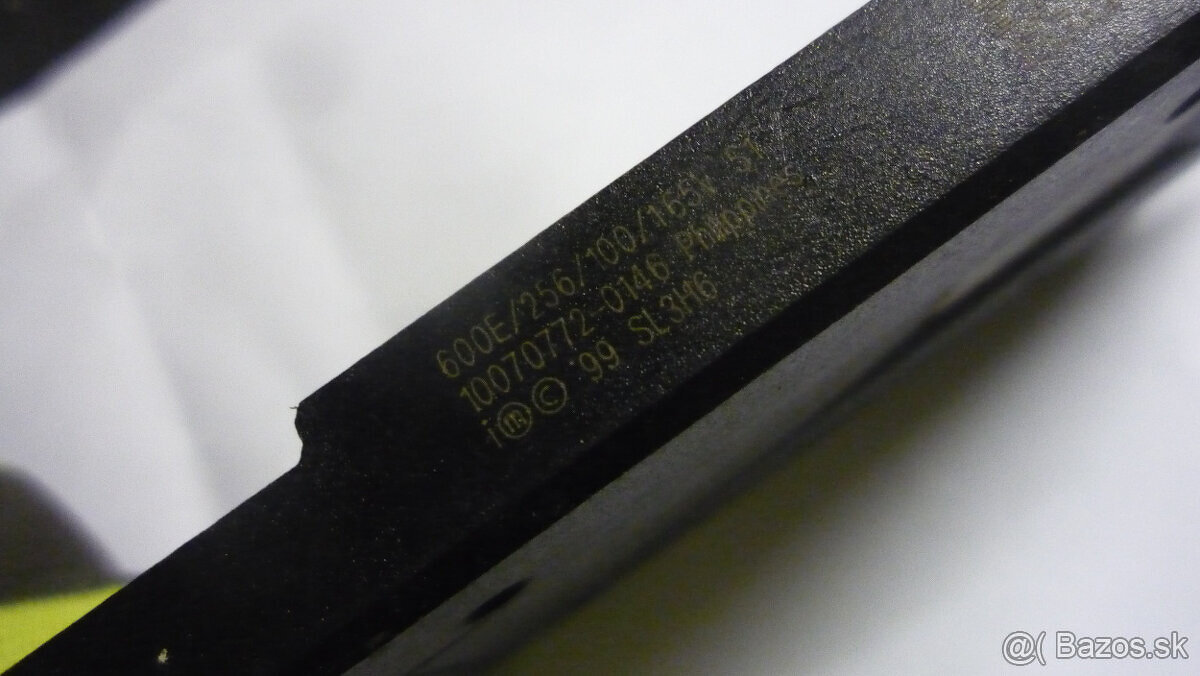 600E/256/100/165V S1
10070772-0146 Philippines
i ⓜ © '99 SL3H6
@( Bazos.sk